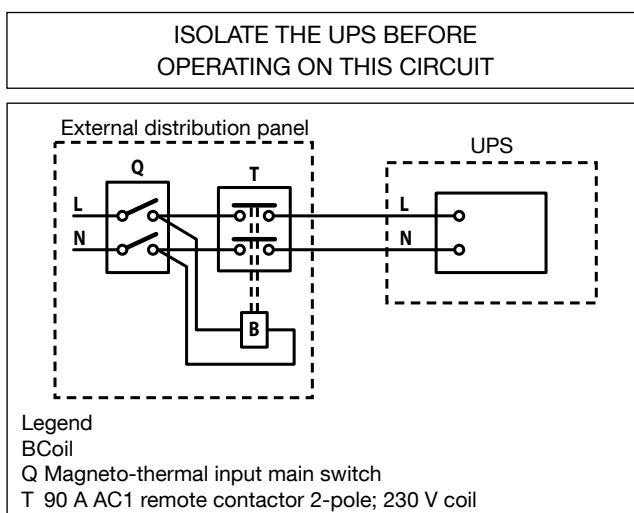 ISOLATE THE UPS BEFORE
OPERATING ON THIS CIRCUIT
External distribution panel
UPS
Q
T
L
L
N
N
B
Legend
BCoil
Q Magneto-thermal input main switch
T 90 A AC1 remote contactor 2-pole; 230 V coil